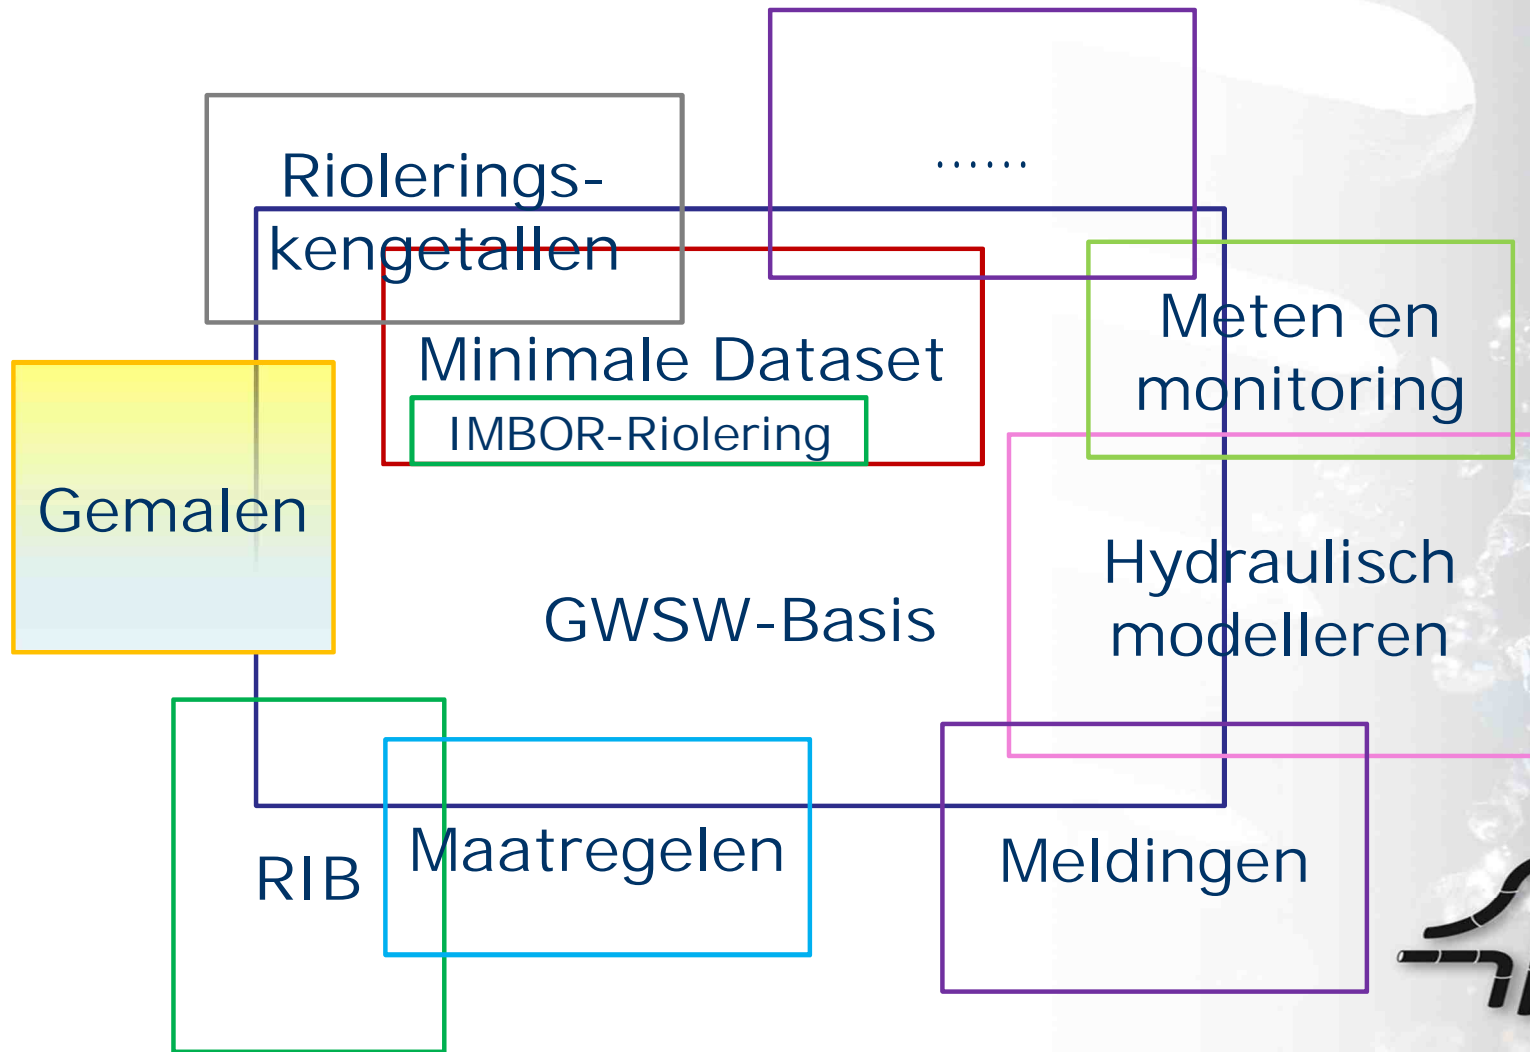 ......
Riolerings-
kengetallen
Meten en
monitoring
Minimale Dataset
IMBOR-Riolering
Gemalen
Hydraulisch
modelleren
GWSW-Basis
Maatregelen
Meldingen
RIB